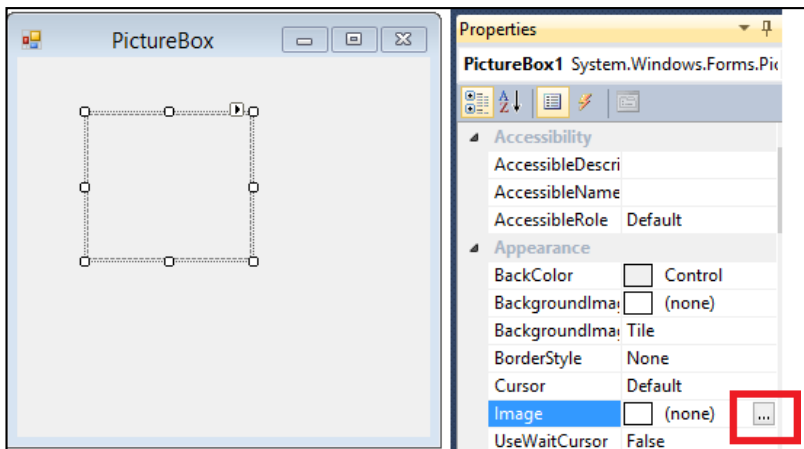 PictureBox
Properties
PictureBox1 System.Windows.Forms.Pic
Accessibility
AccessibleDescri
AccessibleName
AccessibleRole Default
Appearance
BackColor Control
BackgroundImag (none)
BackgroundImag Tile
BorderStyle None
Cursor Default
Image (none) ...
UseWaitCursor False